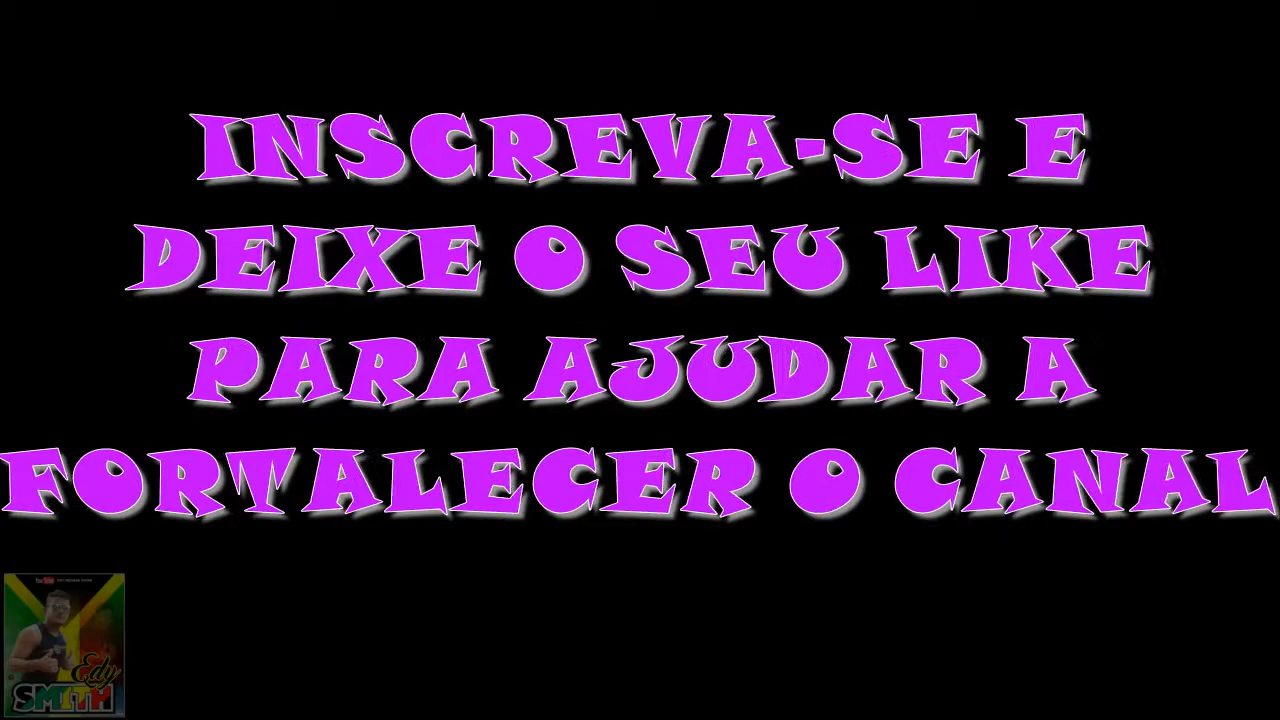 INSCREVA-SE E
DEIXE O SEU LIKE
PARA AJUDAR A
FORTALECER O CANAL
Edy
SMITH